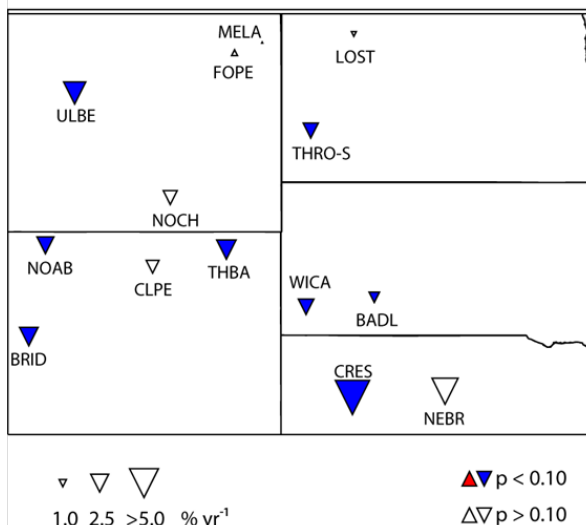 MELA
LOST
FOPE
ULBE
THRO-S
NOCH
NOAB
CLPE
THBA
WICA
BADL
BRID
CRES
NEBR
p < 0.10
1.0 2.5 >5.0 % yr⁻¹
p > 0.10